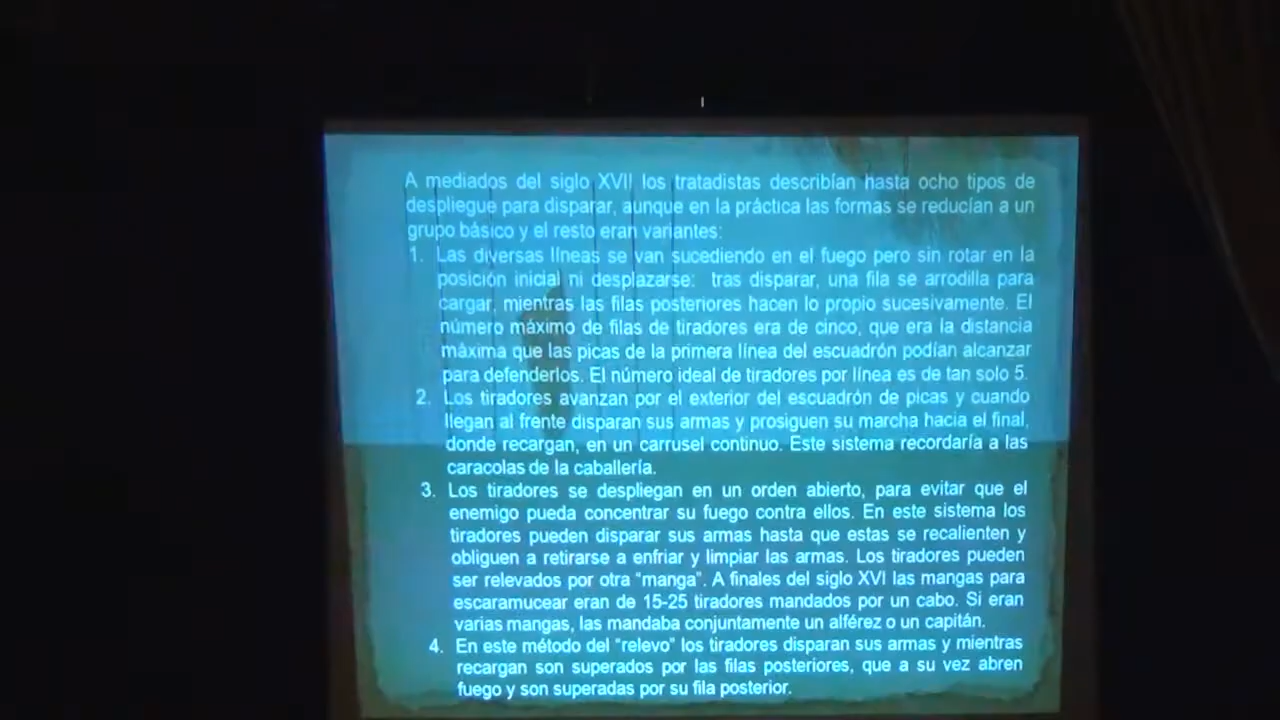 A mediados del siglo XVII los tratadistas describían hasta ocho tipos de
despliegue para disparar, aunque en la práctica las formas se reducían a un
grupo básico y el resto eran variantes:
1. Las diversas líneas se van sucediendo en el fuego pero sin rotar en la
posición inicial ni desplazarse: tras disparar, una fila se arrodilla para
cargar, mientras las filas posteriores hacen lo propio sucesivamente. El
número máximo de filas de tiradores era de cinco, que era la distancia
máxima que las picas de la primera línea del escuadrón podían alcanzar
para defenderlos. El número ideal de tiradores por línea es de tan solo 5.
2. Los tiradores avanzan por el exterior del escuadrón de picas y cuando
llegan al frente disparan sus armas y prosiguen su marcha hacia el final,
donde recargan, en un carrusel continuo. Este sistema recordaría a las
caracolas de la caballería.
3. Los tiradores se despliegan en un orden abierto, para evitar que el
enemigo pueda concentrar su fuego contra ellos. En este sistema los
tiradores pueden disparar sus armas hasta que estas se recalienten y
obliguen a retirarse a enfriar y limpiar las armas. Los tiradores pueden
ser relevados por otra “manga”. A finales del siglo XVI las mangas para
escaramucear eran de 15-25 tiradores mandados por un cabo. Si eran
varias mangas, las mandaba conjuntamente un alférez o un capitán.
4. En este método del “relevo” los tiradores disparan sus armas y mientras
recargan son superados por las filas posteriores, que a su vez abren
fuego y son superadas por su fila posterior.